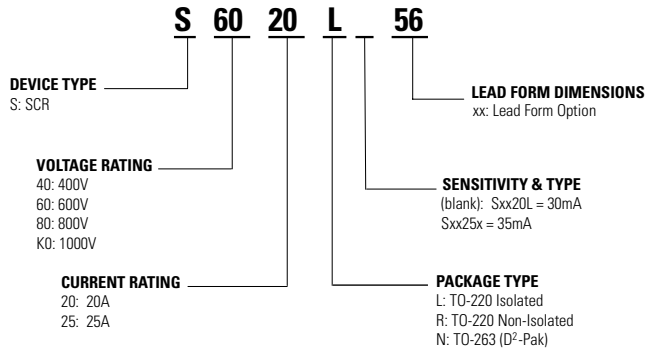 S 60 20 L _ 56
DEVICE TYPE
S: SCR
VOLTAGE RATING
40: 400V
60: 600V
80: 800V
K0: 1000V
CURRENT RATING
20: 20A
25: 25A
LEAD FORM DIMENSIONS
xx: Lead Form Option
SENSITIVITY & TYPE
(blank): Sxx20L = 30mA
Sxx25x = 35mA
PACKAGE TYPE
L: TO-220 Isolated
R: TO-220 Non-Isolated
N: TO-263 (D²-Pak)